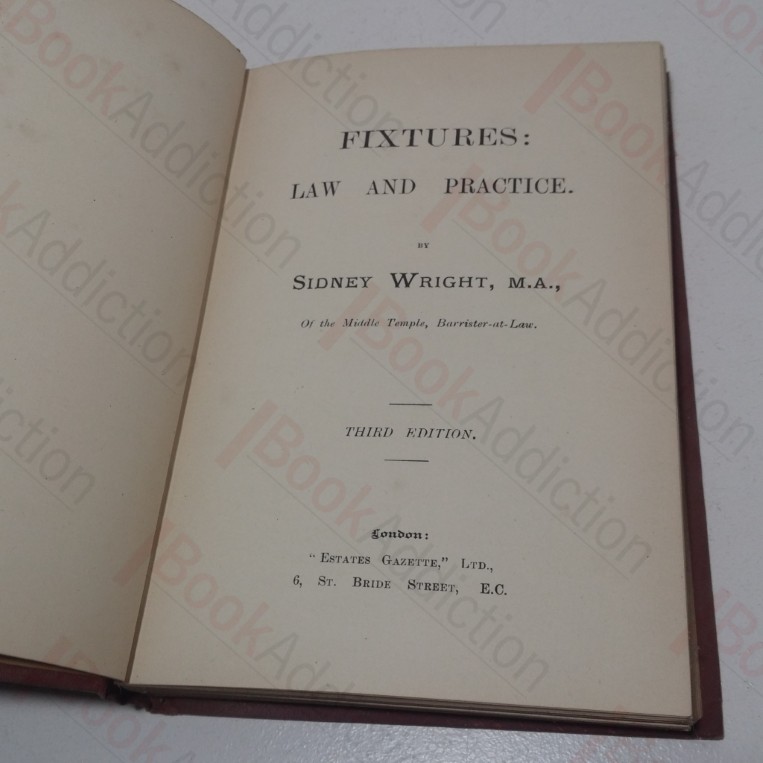 FIXTURES:
LAW AND PRACTICE.
BY
SIDNEY WRIGHT, M.A.,
Of the Middle Temple, Barrister-at-Law.
THIRD EDITION.
London:
"ESTATES GAZETTE," LTD.,
6, ST. BRIDE STREET, E.C.
BookAddiction